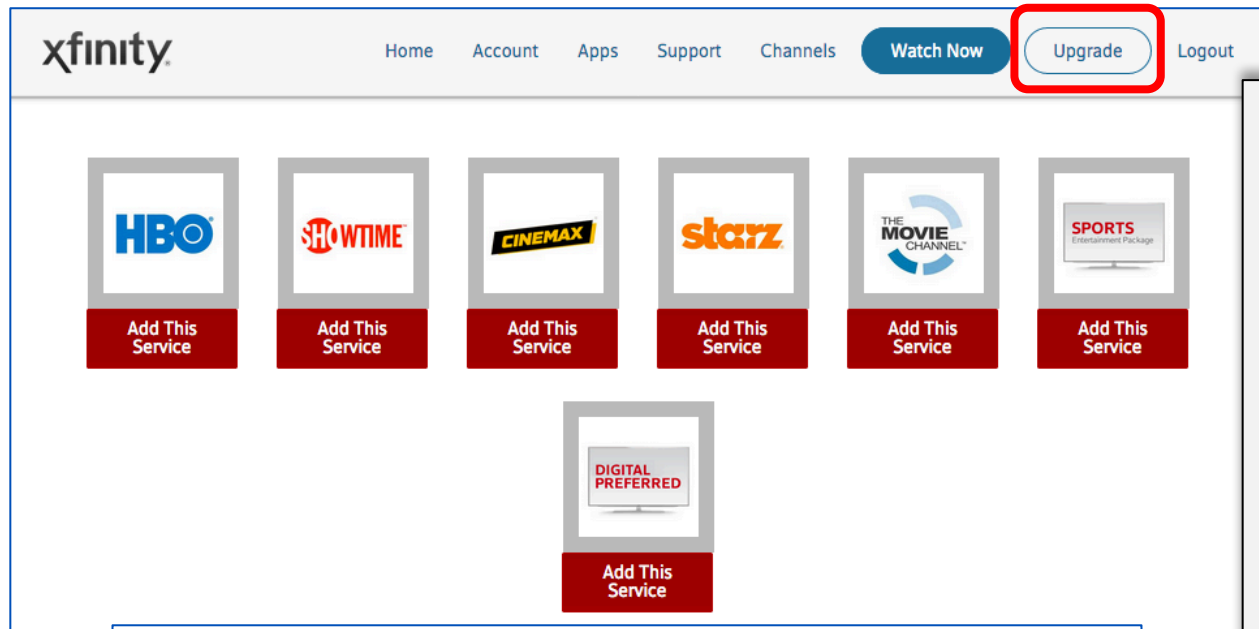 xfinity
Home Account Apps Support Channels Watch Now Upgrade Logout
HBO
SHOWTIME
CINEMAX
starz
THE
MOVIE
CHANNEL
SPORTS
Entertainment Package
Add This
Service
Add This
Service
Add This
Service
Add This
Service
Add This
Service
Add This
Service
DIGITAL
PREFERRED
Add This
Service